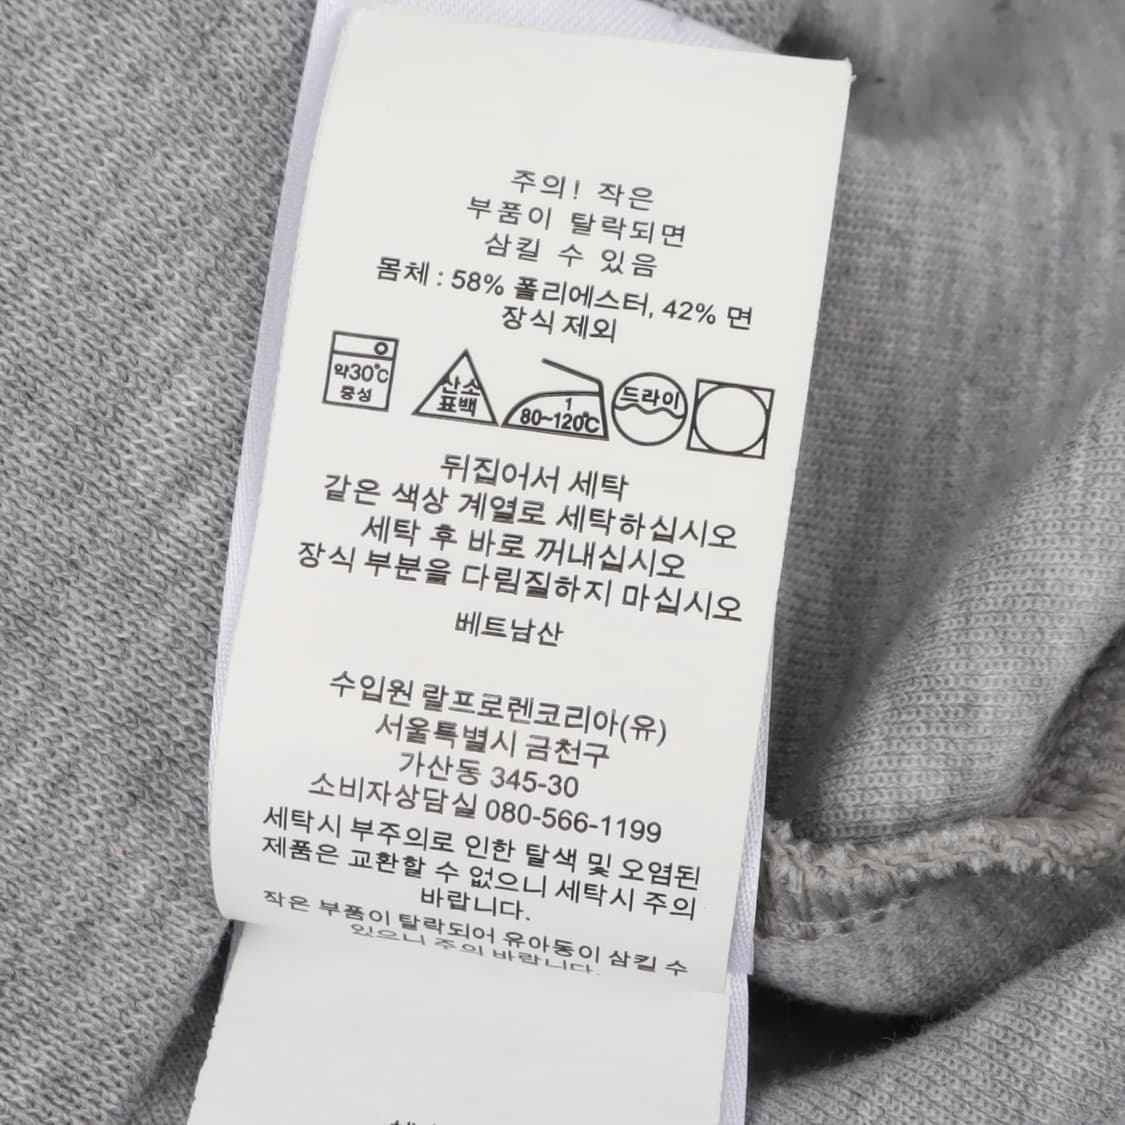 주의! 작은
부품이 탈락되면
삼킬 수 있음
몸체 : 58% 폴리에스터, 42% 면
장식 제외
약30℃
중성
산소
표백
1
80~120℃
드라이
뒤집어서 세탁
같은 색상 계열로 세탁하십시오
세탁 후 바로 꺼내십시오
장식 부분을 다림질하지 마십시오
베트남산
수입원 랄프로렌코리아(유)
서울특별시 금천구
가산동 345-30
소비자상담실 080-566-1199
세탁시 부주의로 인한 탈색 및 오염된
제품은 교환할 수 없으니 세탁시 주의
바랍니다.
작은 부품이 탈락되어 유아동이 삼킬 수
있으니 주의 바랍니다.